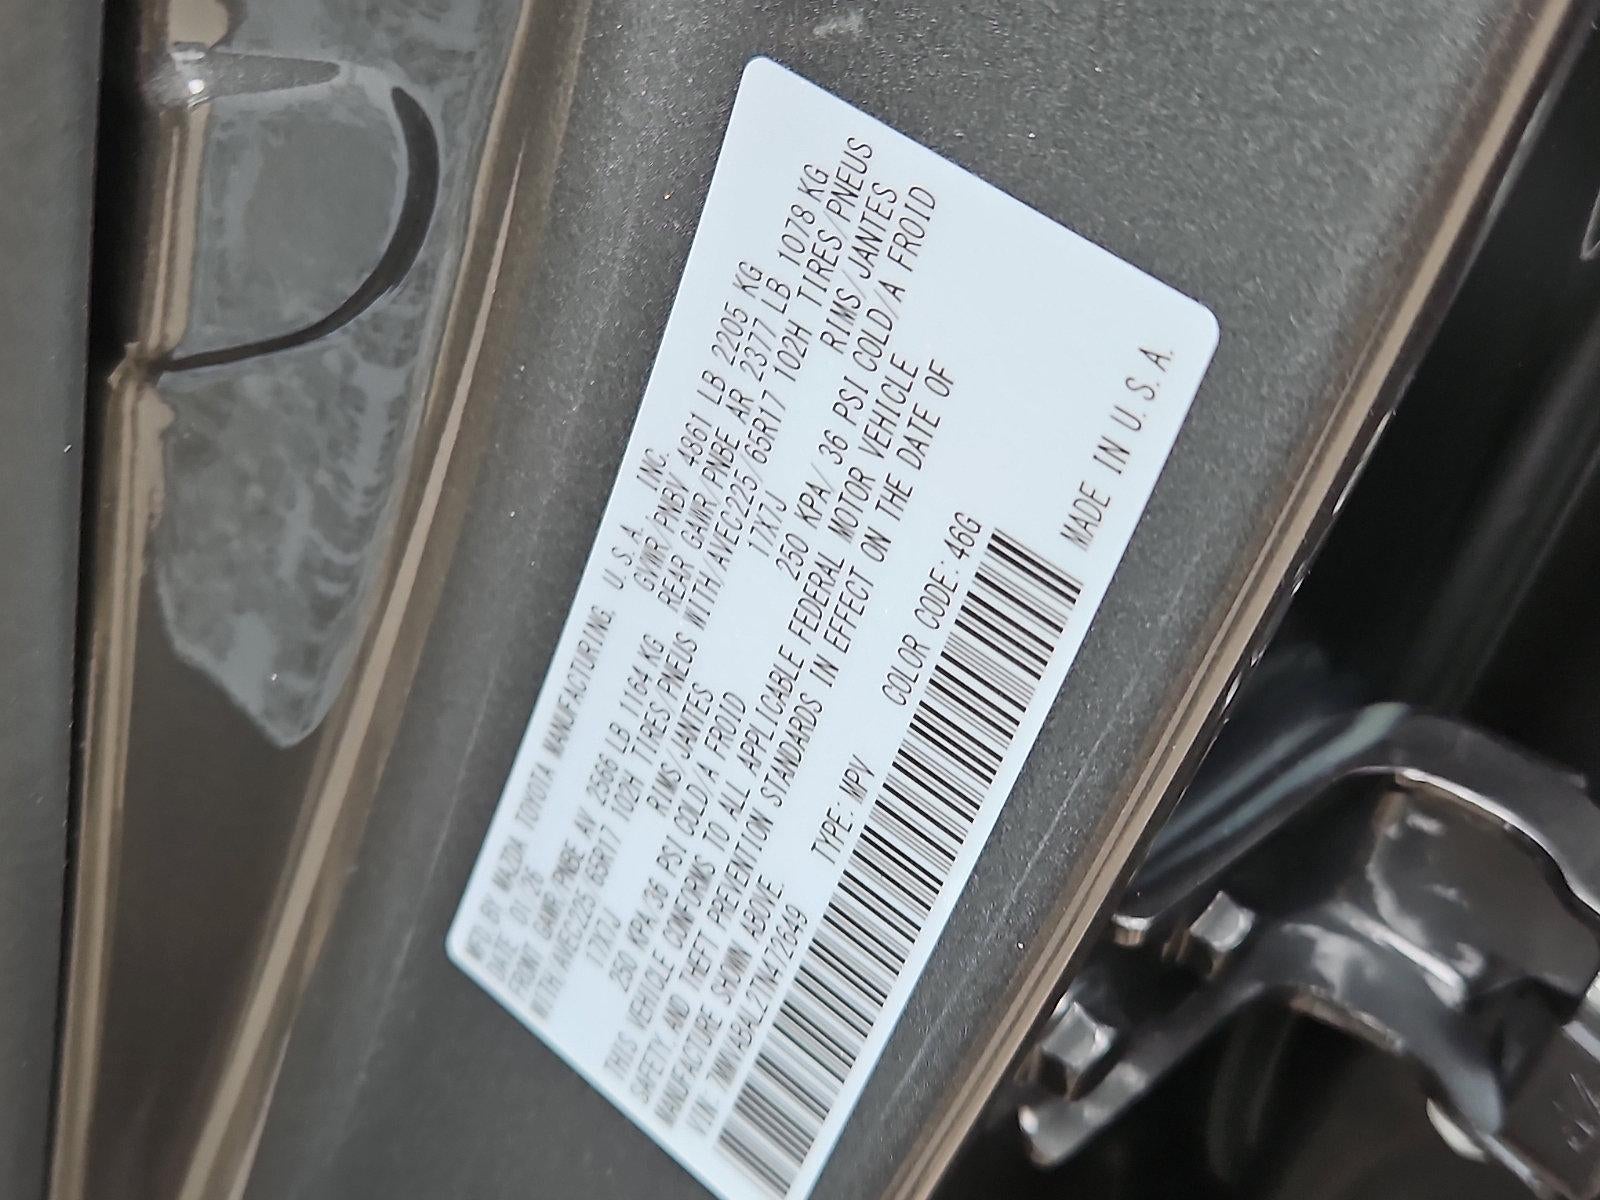 MFD. BY MAZDA TOYOTA MANUFACTURING, U.S.A., INC.
DATE 01/26 GVWR/PNBV 4861 LB 2205 KG
FRONT GAWR/PNBE AV 2566 LB 1164 KG REAR GAWR/PNBE AR 2377 LB 1078 KG
WITH/AVEC225/65R17 102H TIRES/PNEUS WITH/AVEC225/65R17 102H TIRES/PNEUS
17X7J RIMS/JANTES 17X7J RIMS/JANTES
250 KPA/36 PSI COLD/A FROID 250 KPA/36 PSI COLD/A FROID
THIS VEHICLE CONFORMS TO ALL APPLICABLE FEDERAL MOTOR VEHICLE
SAFETY,AND THEFT PREVENTION STANDARDS IN EFFECT ON THE DATE OF
MANUFACTURE SHOWN ABOVE.
VIN: 7MMVABAL2TN472649 TYPE: MPV COLOR CODE: 46G
MADE IN U.S.A.